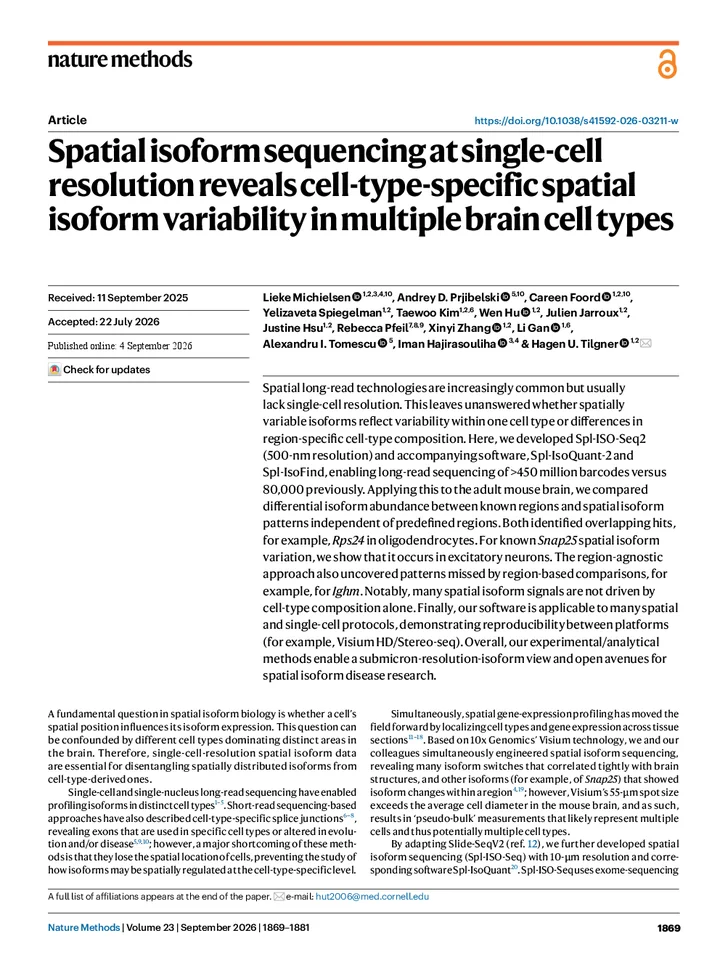 nature methods
Article
https://doi.org/10.1038/s41592-026-03211-w
Spatial isoform sequencing at single-cell
resolution reveals cell-type-specific spatial
isoform variability in multiple brain cell types
Received: 11 September 2025
Accepted: 22 July 2026
Published online: 4 September 2026
Check for updates
Lieke Michielsen 1,2,3,4,10, Andrey D. Prjibelski 5,10, Careen Foord 1,2,10,
Yelizaveta Spiegelman1,2, Taewoo Kim1,2,6, Wen Hu 1,2, Julien Jarroux1,2,
Justine Hsu1,2, Rebecca Pfeil7,8,9, Xinyi Zhang 1,2, Li Gan 1,6,
Alexandru I. Tomescu 5, Iman Hajirasouliha 3,4 & Hagen U. Tilgner 1,2
Spatial long-read technologies are increasingly common but usually
lack single-cell resolution. This leaves unanswered whether spatially
variable isoforms reflect variability within one cell type or differences in
region-specific cell-type composition. Here, we developed Spl-ISO-Seq2
(500-nm resolution) and accompanying software, Spl-IsoQuant-2 and
Spl-IsoFind, enabling long-read sequencing of >450 million barcodes versus
80,000 previously. Applying this to the adult mouse brain, we compared
differential isoform abundance between known regions and spatial isoform
patterns independent of predefined regions. Both identified overlapping hits,
for example, Rps24 in oligodendrocytes. For known Snap25 spatial isoform
variation, we show that it occurs in excitatory neurons. The region-agnostic
approach also uncovered patterns missed by region-based comparisons, for
example, for Ighm. Notably, many spatial isoform signals are not driven by
cell-type composition alone. Finally, our software is applicable to many spatial
and single-cell protocols, demonstrating reproducibility between platforms
(for example, Visium HD/Stereo-seq). Overall, our experimental/analytical
methods enable a submicron-resolution-isoform view and open avenues for
spatial isoform disease research.
A fundamental question in spatial isoform biology is whether a cell's
spatial position influences its isoform expression. This question can
be confounded by different cell types dominating distinct areas in
the brain. Therefore, single-cell-resolution spatial isoform data
are essential for disentangling spatially distributed isoforms from
cell-type-derived ones.
Single-cell and single-nucleus long-read sequencing have enabled
profiling isoforms in distinct cell types1–5. Short-read sequencing-based
approaches have also described cell-type-specific splice junctions6–8,
revealing exons that are used in specific cell types or altered in evolu-
tion and/or disease5,9,10; however, a major shortcoming of these meth-
ods is that they lose the spatial location of cells, preventing the study of
how isoforms may be spatially regulated at the cell-type-specific level.
Simultaneously, spatial gene-expression profiling has moved the
field forward by localizing cell types and gene expression across tissue
sections11–18. Based on 10x Genomics' Visium technology, we and our
colleagues simultaneously engineered spatial isoform sequencing,
revealing many isoform switches that correlated tightly with brain
structures, and other isoforms (for example, of Snap25) that showed
isoform changes within a region4,19; however, Visium's 55-μm spot size
exceeds the average cell diameter in the mouse brain, and as such,
results in 'pseudo-bulk' measurements that likely represent multiple
cells and thus potentially multiple cell types.
By adapting Slide-SeqV2 (ref. 12), we further developed spatial
isoform sequencing (Spl-ISO-Seq) with 10-μm resolution and corre-
sponding software Spl-IsoQuant20. Spl-ISO-Seq uses exome-sequencing
A full list of affiliations appears at the end of the paper. e-mail: hut2006@med.cornell.edu
Nature Methods | Volume 23 | September 2026 | 1869–1881
1869